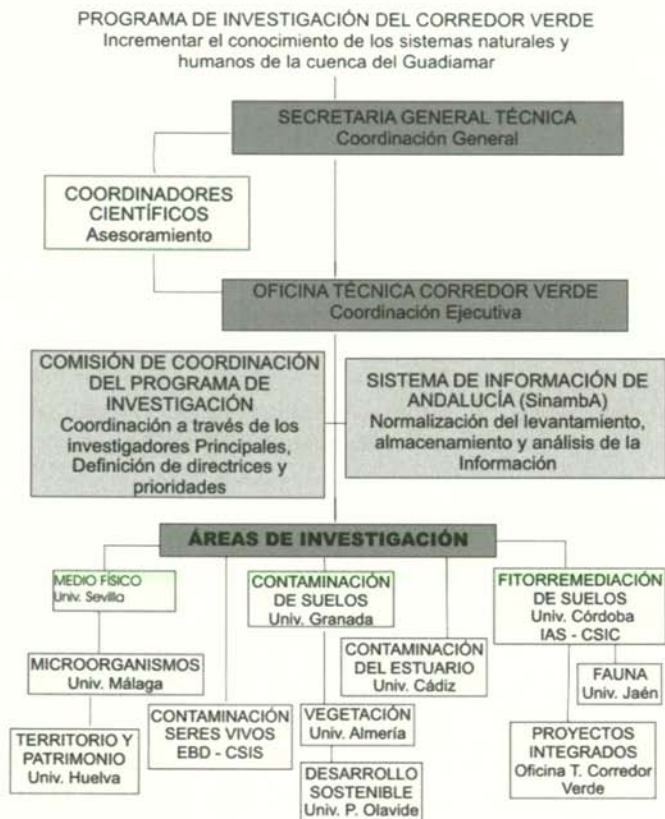 PROGRAMA DE INVESTIGACIÓN DEL CORREDOR VERDE
Incrementar el conocimiento de los sistemas naturales y
humanos de la cuenca del Guadiamar
SECRETARIA GENERAL TÉCNICA
Coordinación General
COORDINADORES
CIENTÍFICOS
Asesoramiento
OFICINA TÉCNICA CORREDOR VERDE
Coordinación Ejecutiva
COMISIÓN DE COORDINACIÓN
DEL PROGRAMA DE
INVESTIGACIÓN
Coordinación a través de los
investigadores Principales,
Definición de directrices y
prioridades
SISTEMA DE INFORMACIÓN DE
ANDALUCÍA (SinambA)
Normalización del levantamiento,
almacenamiento y análisis de la
Información
ÁREAS DE INVESTIGACIÓN
MEDIO FÍSICO
Univ. Sevilla
CONTAMINACIÓN
DE SUELOS
Univ. Granada
FITORREMEDIACIÓN
DE SUELOS
Univ. Córdoba
IAS - CSIC
MICROORGANISMOS
Univ. Málaga
CONTAMINACIÓN
DEL ESTUARIO
Univ. Cádiz
FAUNA
Univ. Jaén
TERRITORIO Y
PATRIMONIO
Univ. Huelva
CONTAMINACIÓN
SERES VIVOS
EBD - CSIS
VEGETACIÓN
Univ. Almería
PROYECTOS
INTEGRADOS
Oficina T. Corredor
Verde
DESARROLLO
SOSTENIBLE
Univ. P. Olavide